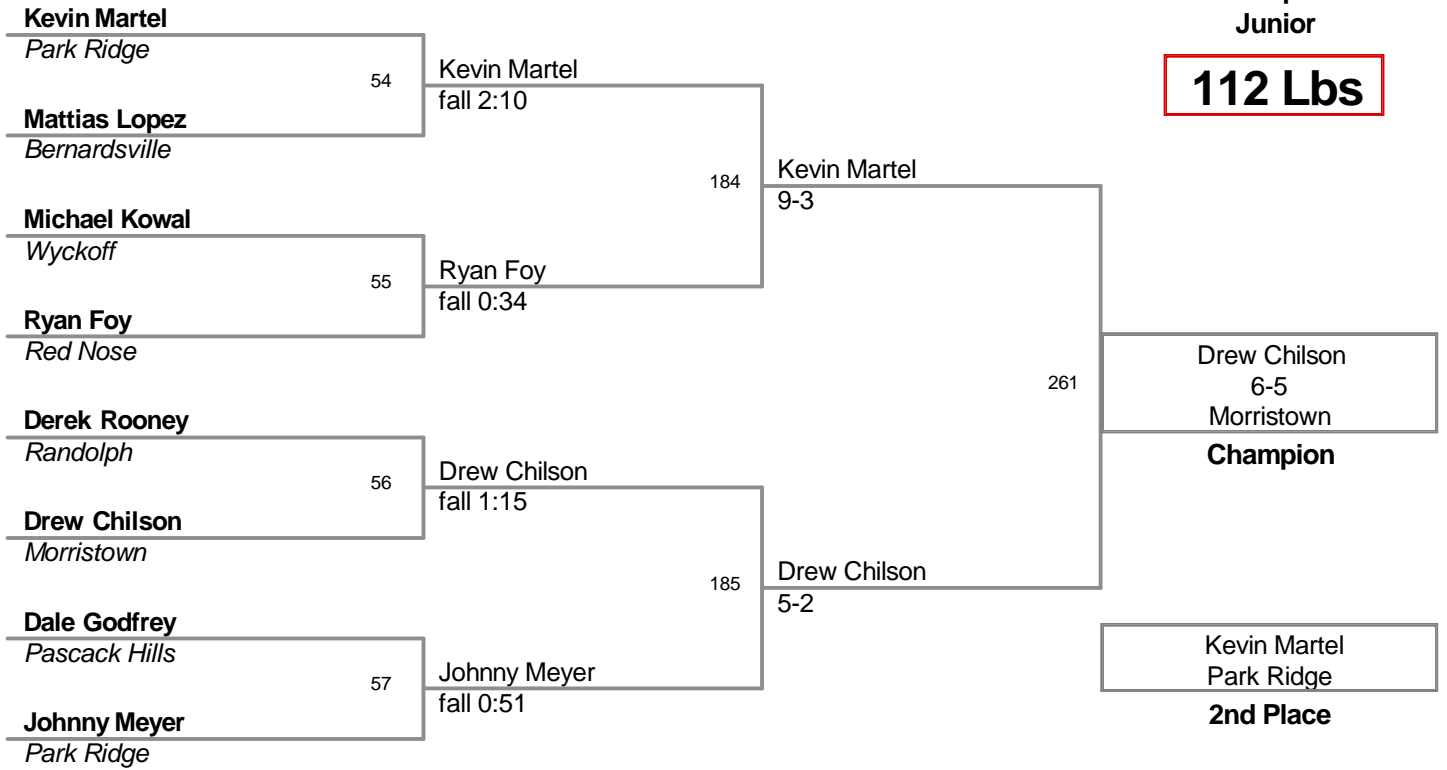 Junior
112 Lbs
Kevin Martel
Park Ridge
54
Mattias Lopez
Bernardsville
Kevin Martel
fall 2:10
Michael Kowal
Wyckoff
55
Ryan Foy
Red Nose
Ryan Foy
fall 0:34
184
Kevin Martel
9-3
Derek Rooney
Randolph
56
Drew Chilson
Morristown
Drew Chilson
fall 1:15
Dale Godfrey
Pascack Hills
57
Johnny Meyer
Park Ridge
Johnny Meyer
fall 0:51
185
Drew Chilson
5-2
261
Drew Chilson
6-5
Morristown
Champion
Kevin Martel
Park Ridge
2nd Place